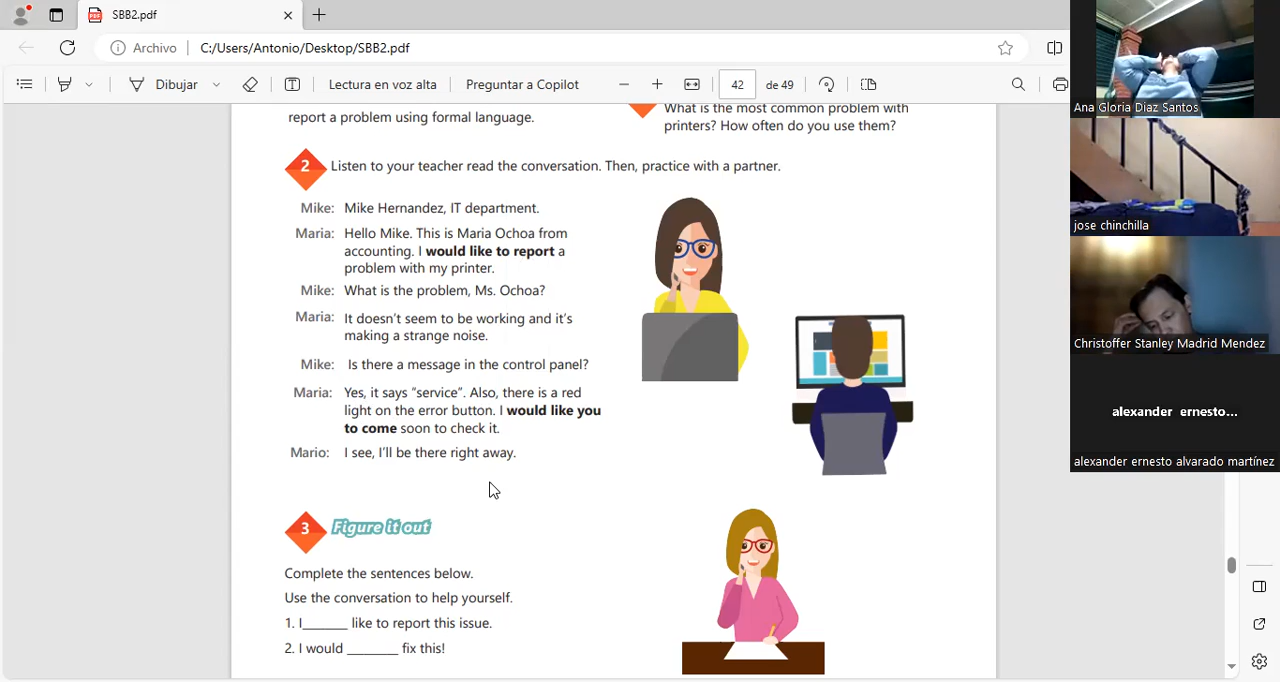 SBB2.pdf
Archivo
C:/Users/Antonio/Desktop/SBB2.pdf
Dibujar
Lectura en voz alta
Preguntar a Copilot
42
de 49
report a problem using formal language.
What is the most common problem with
printers? How often do you use them?
2
Listen to your teacher read the conversation. Then, practice with a partner.
Mike: Mike Hernandez, IT department.
Maria: Hello Mike. This is Maria Ochoa from
accounting. I would like to report a
problem with my printer.
Mike: What is the problem, Ms. Ochoa?
Maria: It doesn't seem to be working and it's
making a strange noise.
Mike: Is there a message in the control panel?
Maria: Yes, it says “service”. Also, there is a red
light on the error button. I would like you
to come soon to check it.
Mario: I see, I'll be there right away.
3
Figure it out
Complete the sentences below.
Use the conversation to help yourself.
1. I______ like to report this issue.
2. I would _______ fix this!
Ana Gloria Diaz Santos
jose chinchilla
Christoffer Stanley Madrid Mendez
alexander ernesto...
alexander ernesto alvarado martínez